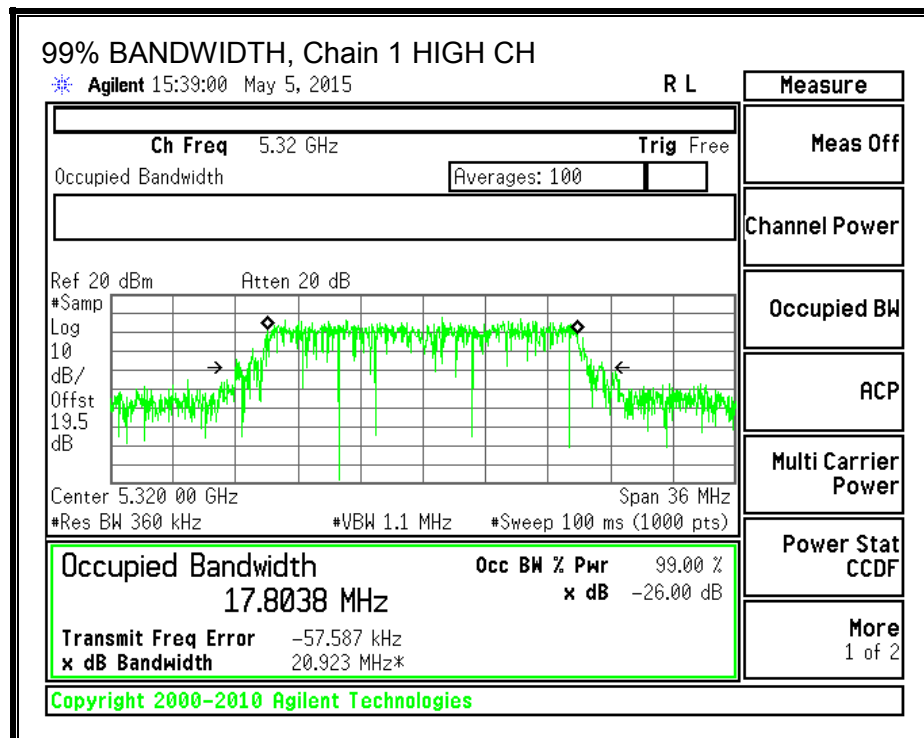 99% BANDWIDTH, Chain 1 HIGH CH
Agilent 15:39:00 May 5, 2015 R L
Measure
Ch Freq 5.32 GHz Trig Free
Meas Off
Occupied Bandwidth Averages: 100
Channel Power
Ref 20 dBm Atten 20 dB
#Samp
Log
10
dB/
Offst
19.5
dB
Occupied BW
ACP
Multi Carrier
Power
Center 5.320 00 GHz Span 36 MHz
#Res BW 360 kHz #VBW 1.1 MHz #Sweep 100 ms (1000 pts)
Power Stat
CCDF
Occupied Bandwidth Occ BW % Pwr 99.00 %
17.8038 MHz x dB -26.00 dB
Transmit Freq Error -57.587 kHz
x dB Bandwidth 20.923 MHz*
More
1 of 2
Copyright 2000-2010 Agilent Technologies